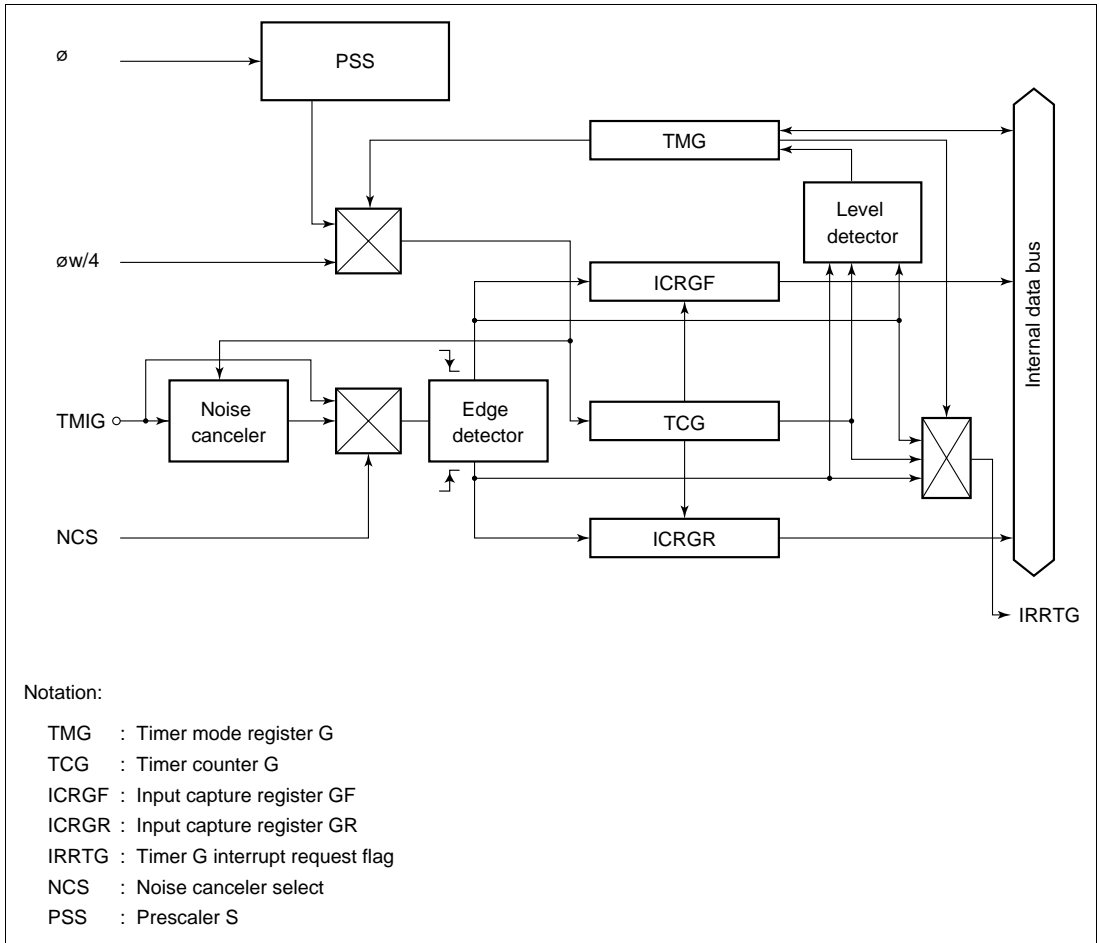 ø
PSS
TMG
Level
detector
øw/4
ICRGF
Internal data bus
TMIG
Noise
canceler
Edge
detector
TCG
NCS
ICRGR
IRRTG
Notation:
TMG : Timer mode register G
TCG : Timer counter G
ICRGF : Input capture register GF
ICRGR : Input capture register GR
IRRTG : Timer G interrupt request flag
NCS : Noise canceler select
PSS : Prescaler S